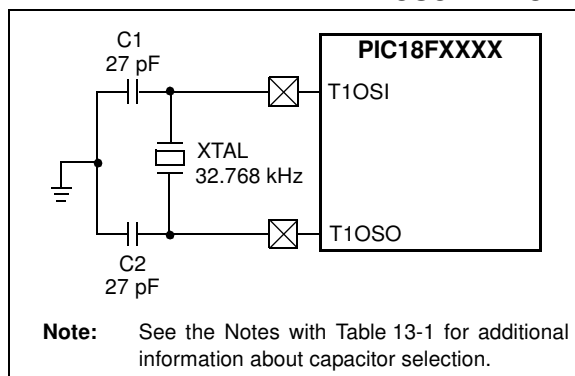 C1
27 pF
PIC18FXXXX
T1OSI
XTAL
32.768 kHz
T1OSO
C2
27 pF
Note: See the Notes with Table 13-1 for additional
information about capacitor selection.